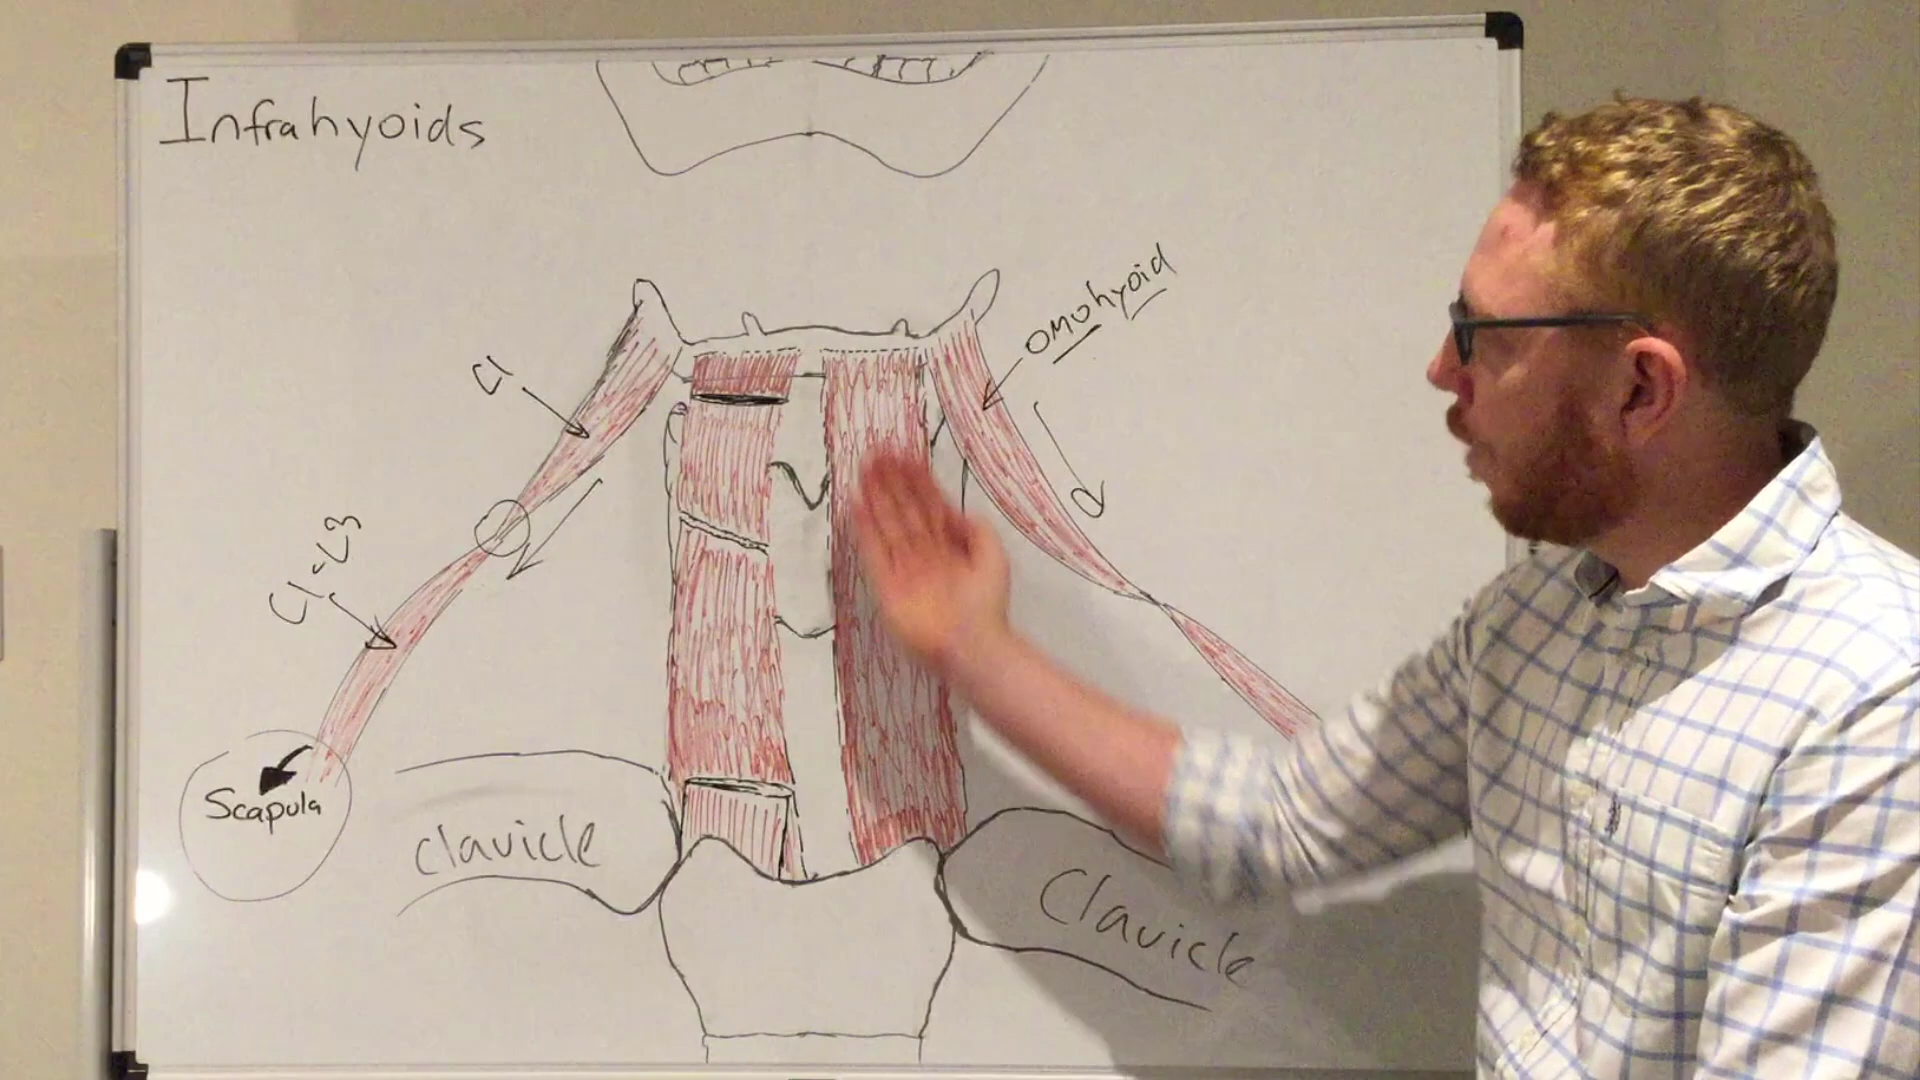 Infrahyoids
omohyoid
C1
C1-C3
Scapula
clavicle
Clavicle